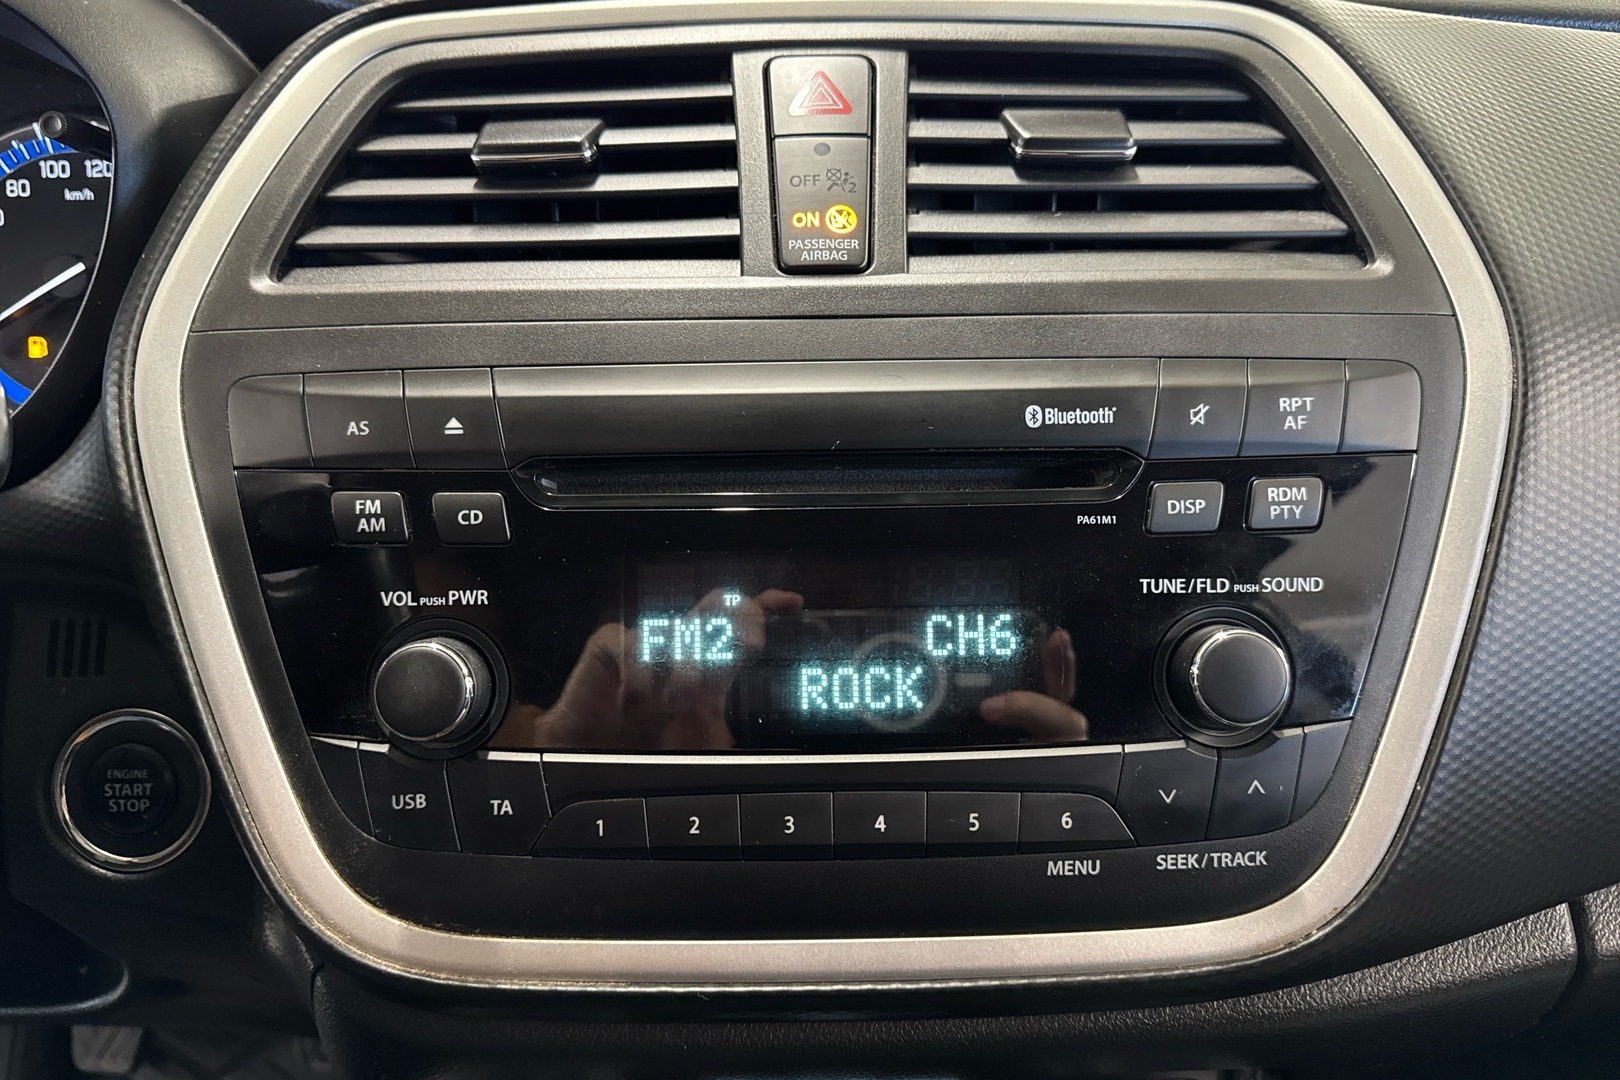 80 100 120
km/h
OFF 2
ON
PASSENGER
AIRBAG
AS
Bluetooth
RPT
AF
FM
AM
CD
PA61M1
DISP
RDM
PTY
VOL PUSH PWR
TUNE/FLD PUSH SOUND
TP
FM2
CH6
ROCK
ENGINE
START
STOP
USB
TA
1 2 3 4 5 6
MENU
SEEK/TRACK